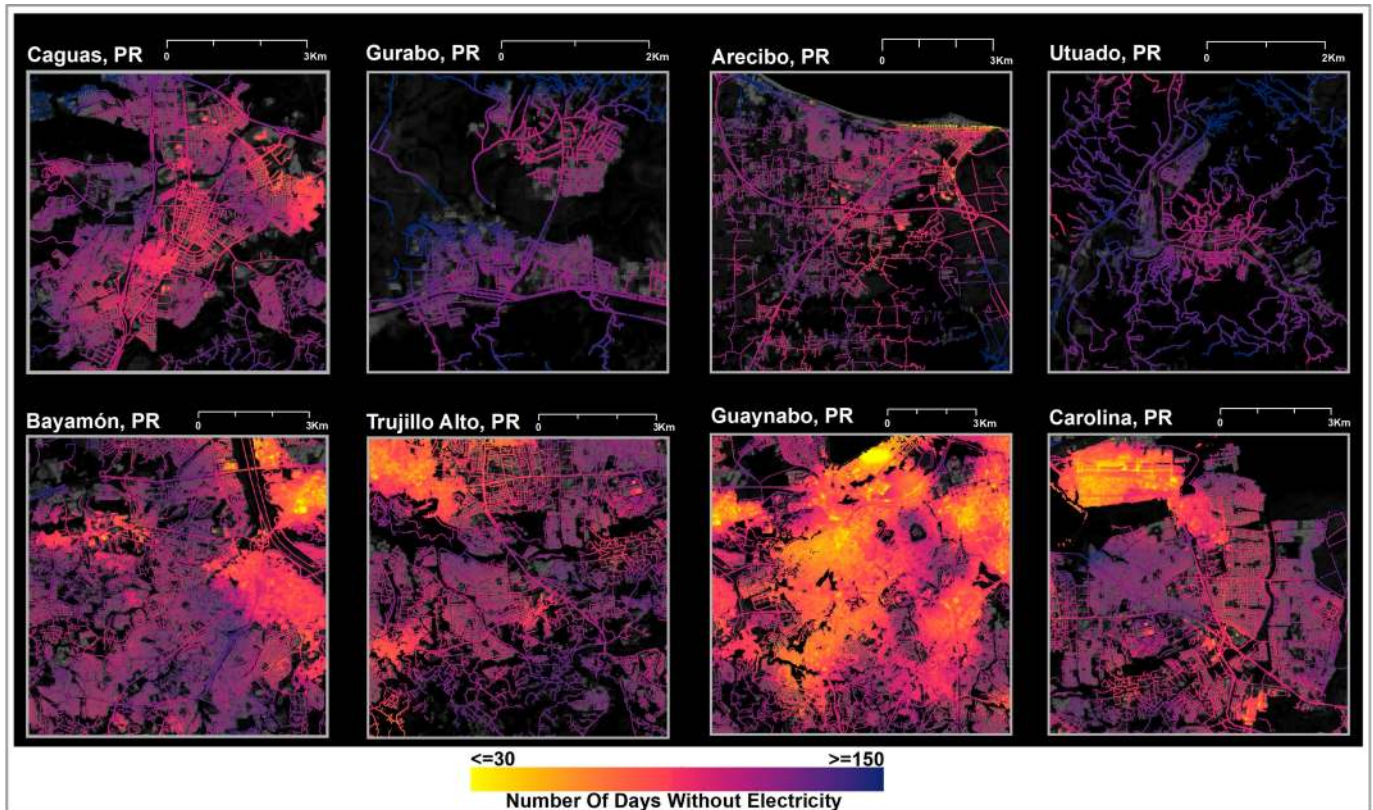 Caguas, PR
0 3Km
Gurabo, PR
0 2Km
Arecibo, PR
0 3Km
Utuado, PR
0 2Km
Bayamón, PR
0 3Km
Trujillo Alto, PR
0 3Km
Guaynabo, PR
0 3Km
Carolina, PR
0 3Km
<=30 >=150
Number Of Days Without Electricity